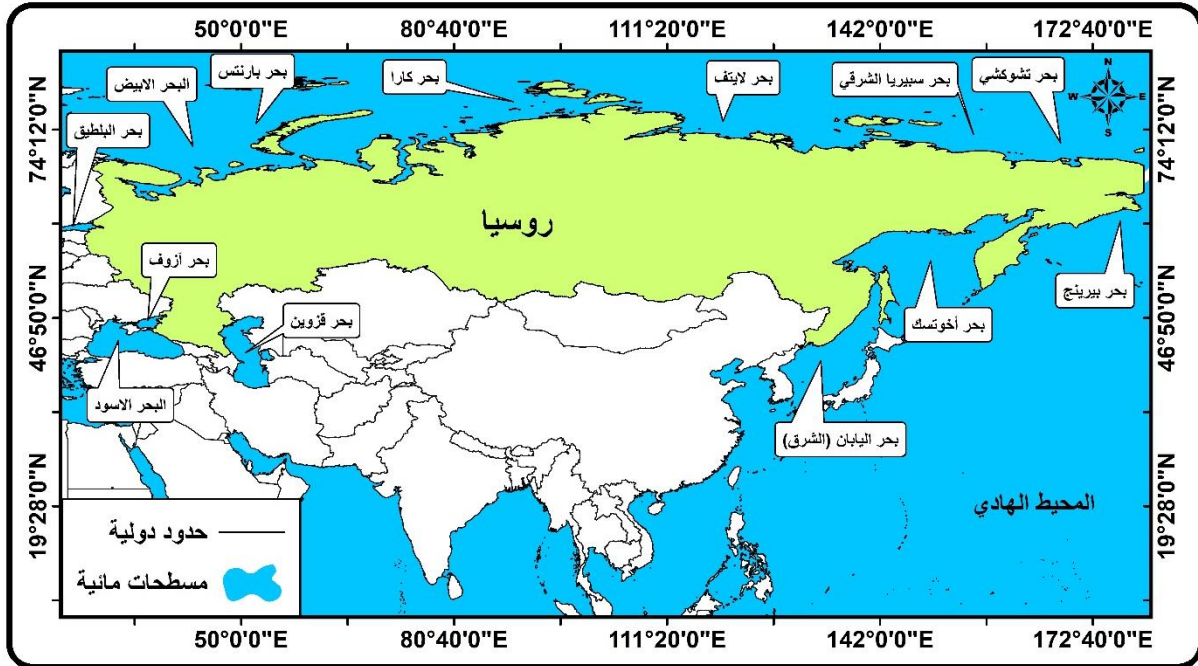 50°0'0"E 80°40'0"E 111°20'0"E 142°0'0"E 172°40'0"E
بحر تشوكشي
بحر سبيريا الشرقي
بحر لايتف
بحر كارا
بحر بارنتس
البحر الابيض
N
W E
S
74°12'0"N
74°12'0"N
بحر البلطيق
روسيا
بحر أزوف
بحر قزوين
بحر بيرينج
بحر أخوتسك
46°50'0"N
46°50'0"N
البحر الاسود
بحر اليابان (الشرق)
المحيط الهادي
19°28'0"N
19°28'0"N
حدود دولية
مسطحات مائية
50°0'0"E 80°40'0"E 111°20'0"E 142°0'0"E 172°40'0"E